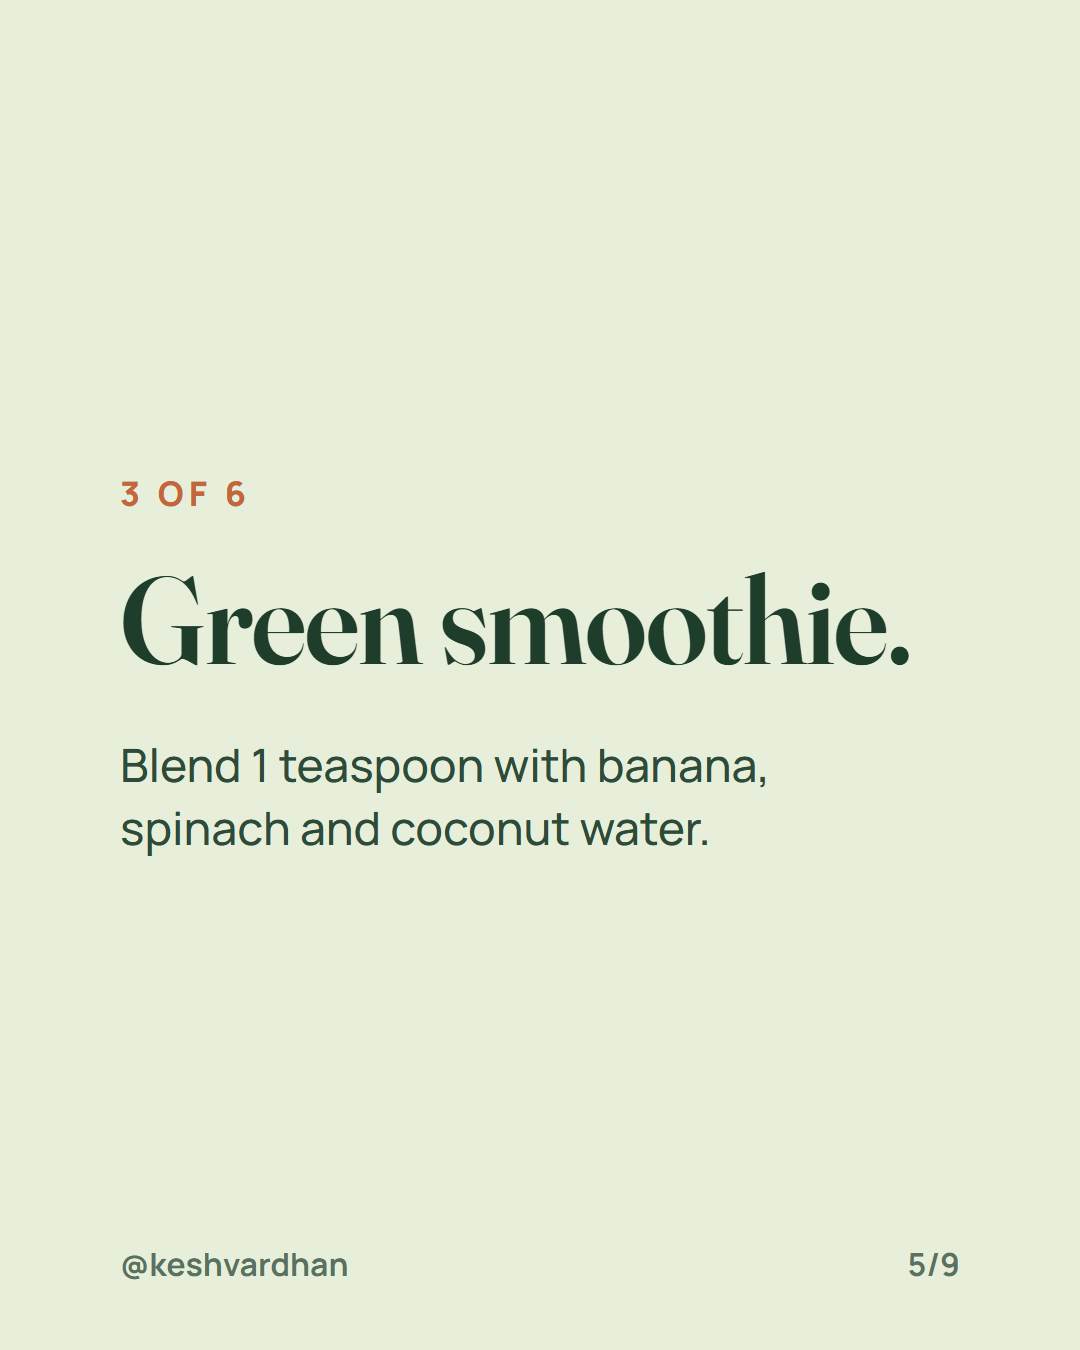 3 OF 6
Green smoothie.
Blend 1 teaspoon with banana,
spinach and coconut water.
@keshvardhan
5/9